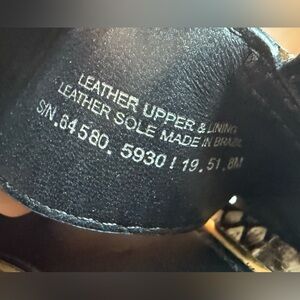 LEATHER UPPER & LINING
LEATHER SOLE MADE IN BRAZIL
S/N.64580. 5930! 19.51.8M